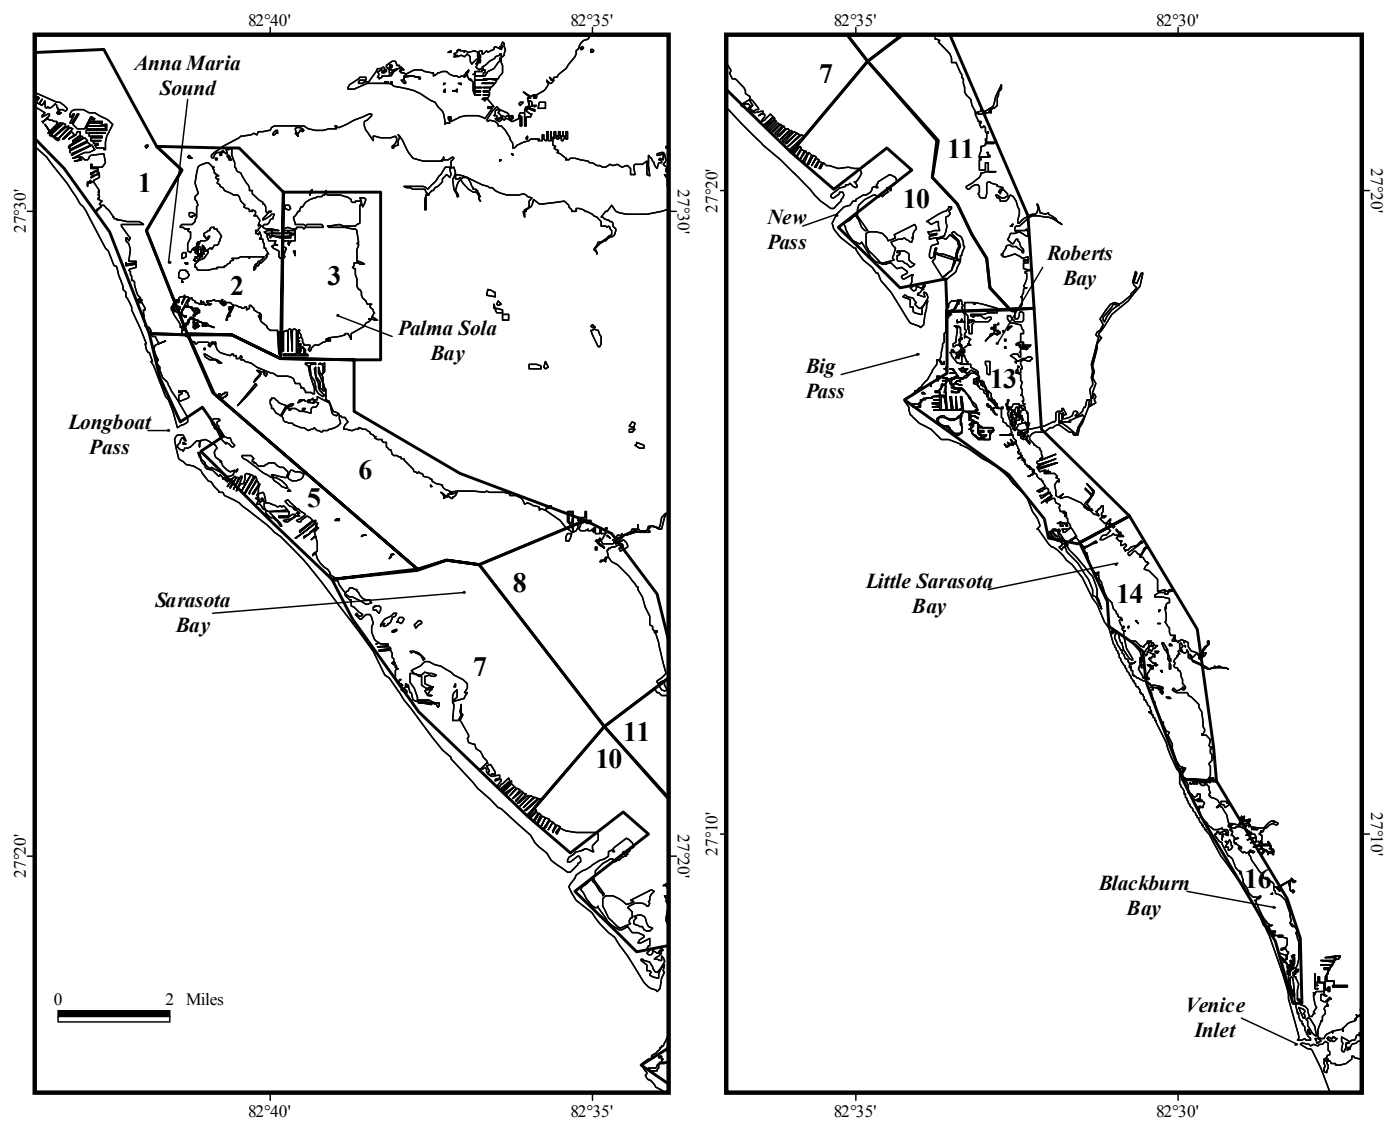 82°40'
82°35'
82°35'
82°30'
Anna Maria
Sound
1
2
3
27°30'
27°30'
Palma Sola
Bay
Longboat
Pass
5
6
8
Sarasota
Bay
7
11
10
27°20'
27°20'
0 2 Miles
82°40'
82°35'
7
11
10
27°20'
27°20'
New
Pass
Roberts
Bay
Big
Pass
13
Little Sarasota
Bay
14
27°10'
27°10'
Blackburn
Bay
16
Venice
Inlet
82°35'
82°30'